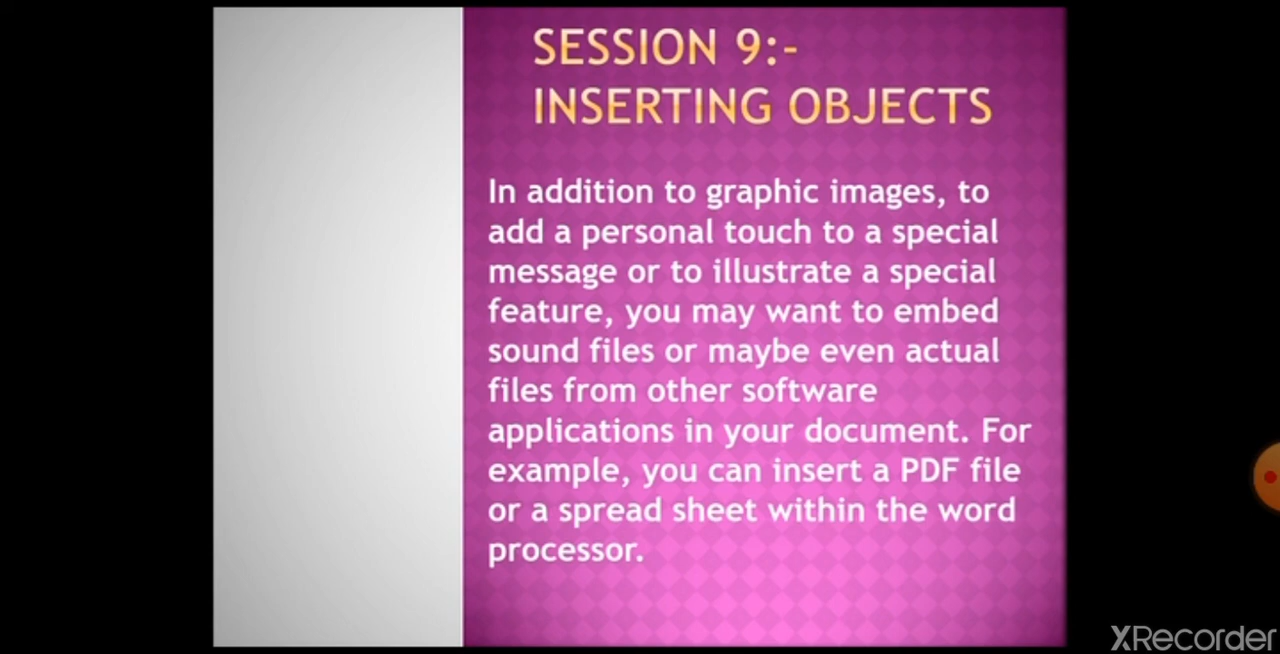 SESSION 9:-
INSERTING OBJECTS
In addition to graphic images, to
add a personal touch to a special
message or to illustrate a special
feature, you may want to embed
sound files or maybe even actual
files from other software
applications in your document. For
example, you can insert a PDF file
or a spread sheet within the word
processor.
XRecorder